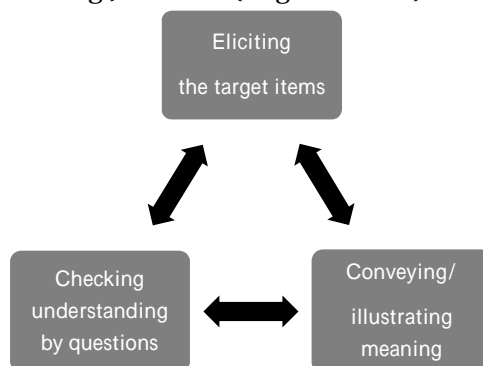 Eliciting
the target items
Checking
understanding
by questions
Conveying/
illustrating
meaning